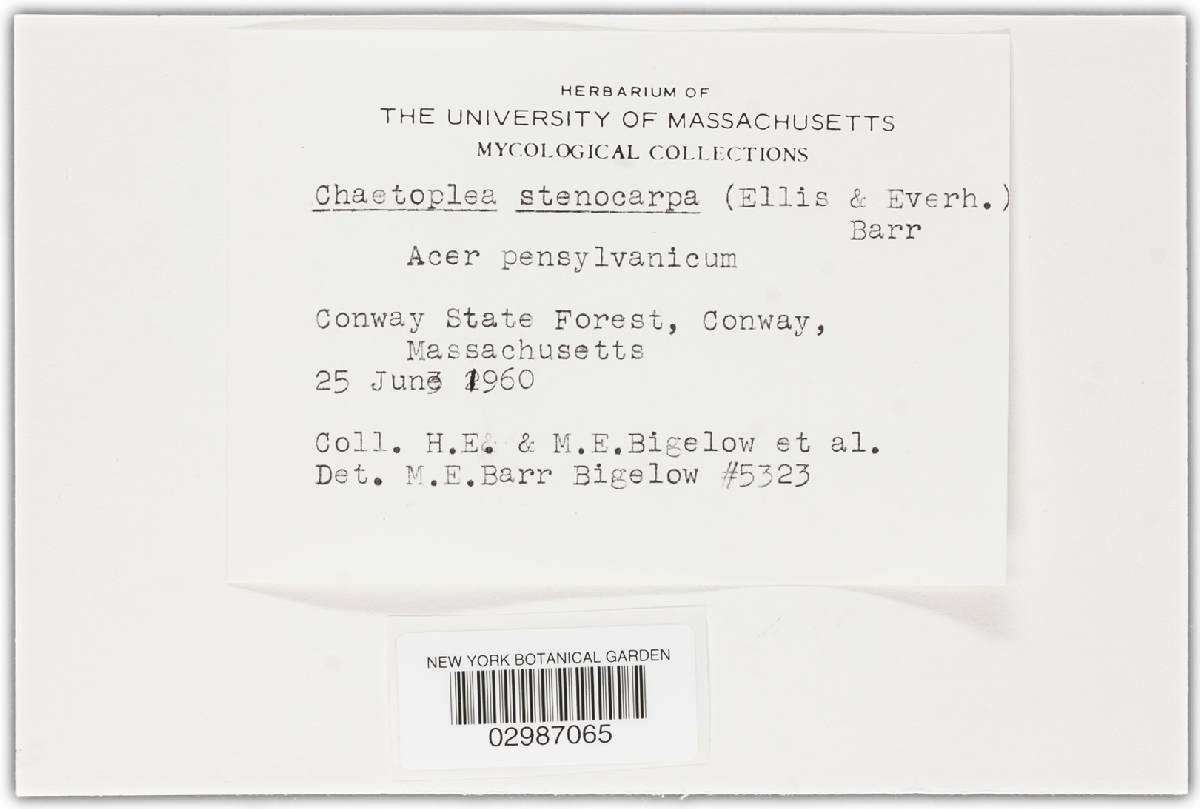 HERBARIUM OF
THE UNIVERSITY OF MASSACHUSETTS
MYCOLOGICAL COLLECTIONS
Chaetoplea stenocarpa (Ellis & Everh.)
Barr
Acer pensylvanicum
Conway State Forest, Conway,
Massachusetts
25 June 1960
Coll. H.E. & M.E.Bigelow et al.
Det. M.E.Barr Bigelow #5323
NEW YORK BOTANICAL GARDEN
02987065